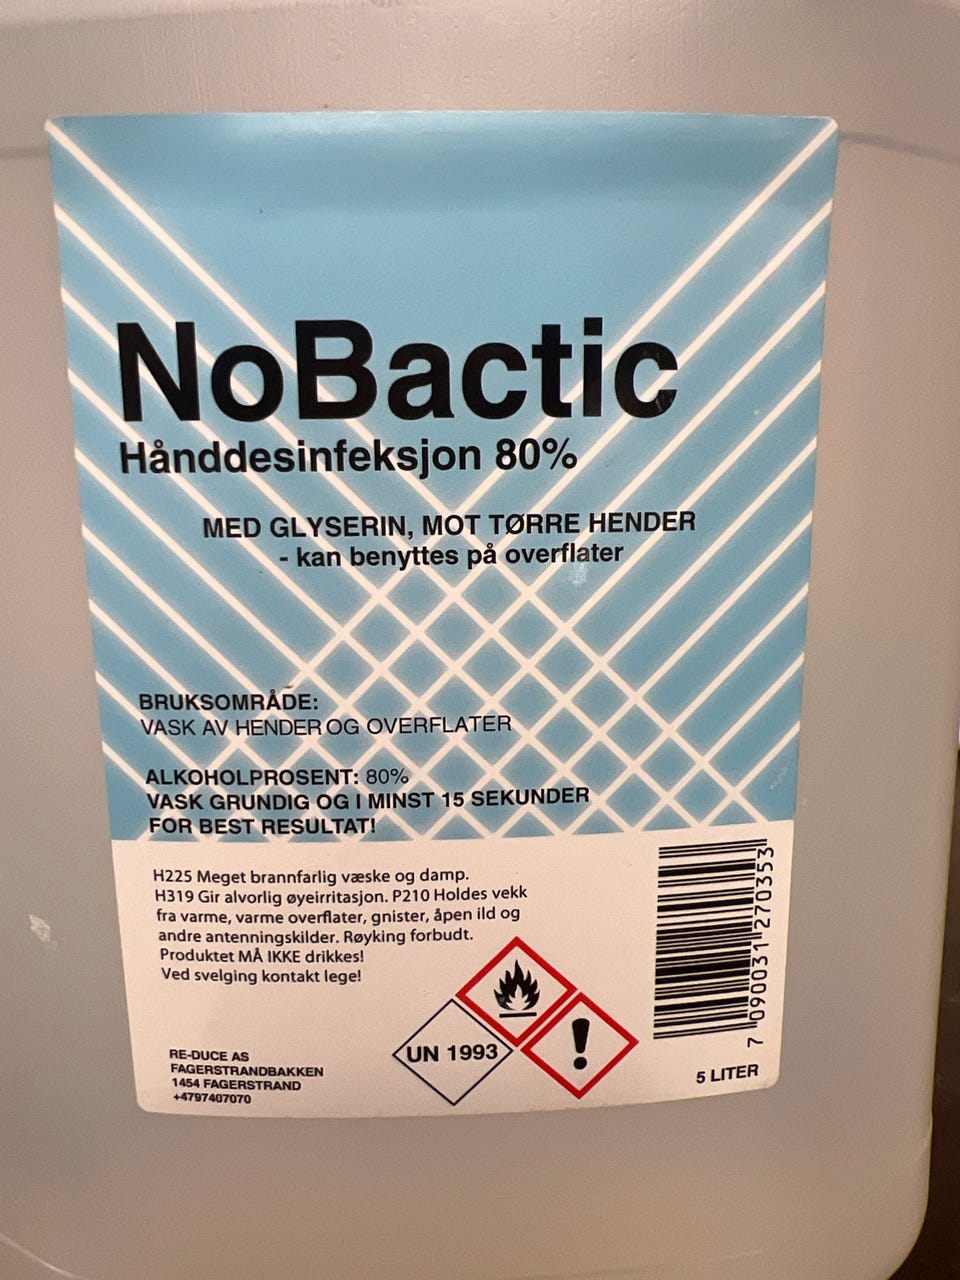 NoBactic
Hånddesinfeksjon 80%
MED GLYSERIN, MOT TØRRE HENDER
- kan benyttes på overflater
BRUKSOMRÅDE:
VASK AV HENDER OG OVERFLATER
ALKOHOLPROSENT: 80%
VASK GRUNDIG OG I MINST 15 SEKUNDER
FOR BEST RESULTAT!
H225 Meget brannfarlig væske og damp.
H319 Gir alvorlig øyeirritasjon. P210 Holdes vekk
fra varme, varme overflater, gnister, åpen ild og
andre antenningskilder. Røyking forbudt.
Produktet MÅ IKKE drikkes!
Ved svelging kontakt lege!
RE-DUCE AS
FAGERSTRANDBAKKEN
1454 FAGERSTRAND
+4797407070
UN 1993
!
7 090031 270353
5 LITER